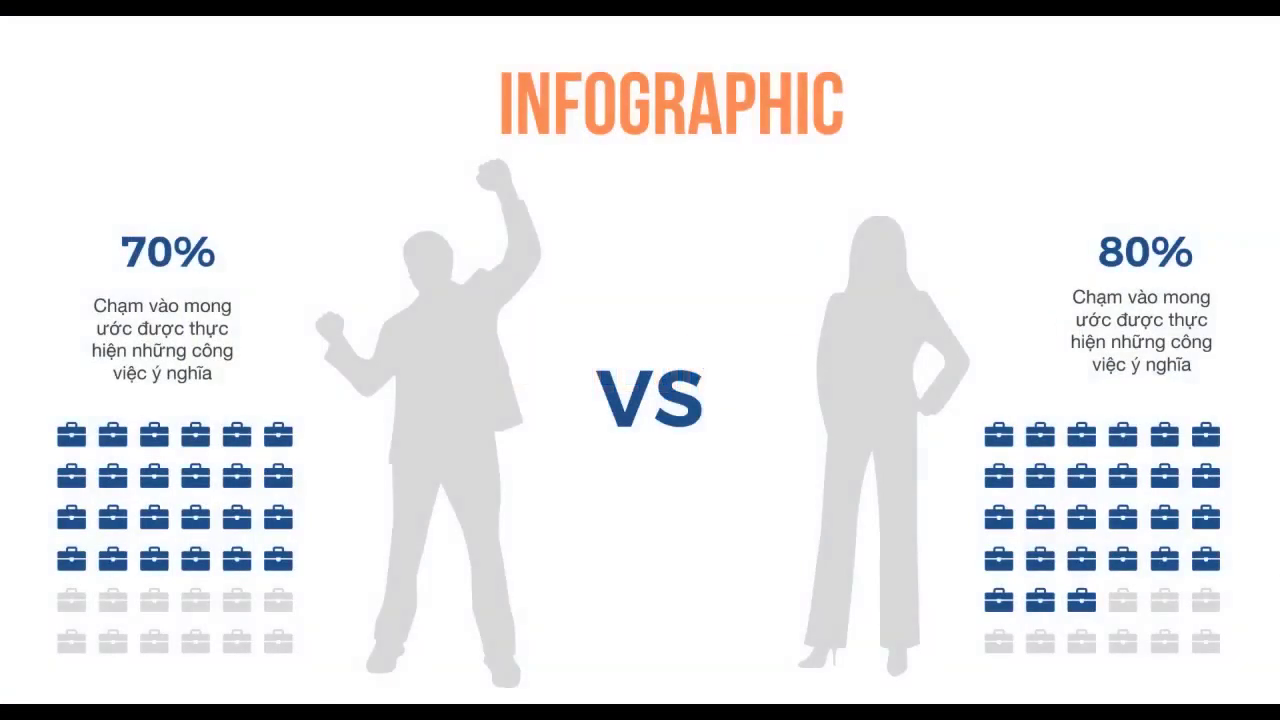 INFOGRAPHIC
70%
Chạm vào mong
ước được thực
hiện những công
việc ý nghĩa
VS
80%
Chạm vào mong
ước được thực
hiện những công
việc ý nghĩa